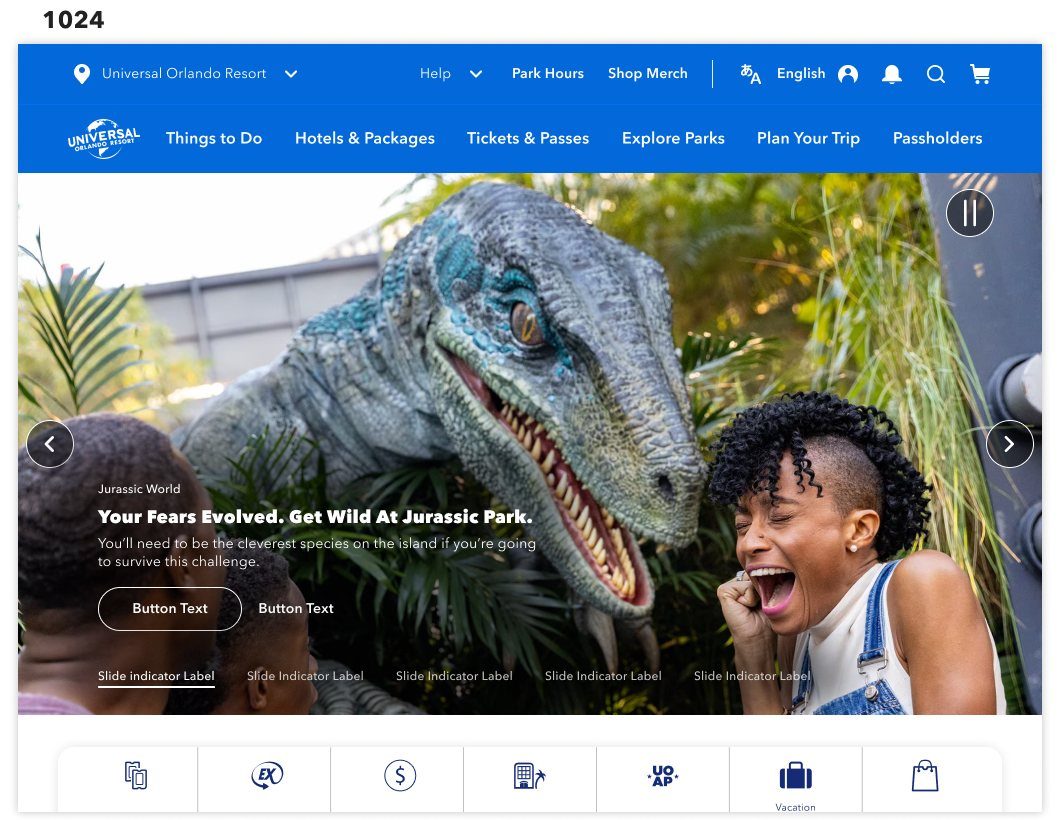 1024
Universal Orlando Resort
Help
Park Hours
Shop Merch
あA
English
UNIVERSAL
ORLANDO RESORT
Things to Do
Hotels & Packages
Tickets & Passes
Explore Parks
Plan Your Trip
Passholders
Jurassic World
Your Fears Evolved. Get Wild At Jurassic Park.
You’ll need to be the cleverest species on the island if you’re going
to survive this challenge.
Button Text
Button Text
Slide indicator Label
Slide Indicator Label
Slide Indicator Label
Slide Indicator Label
Slide Indicator Label
EX
$
UO
AP
Vacation